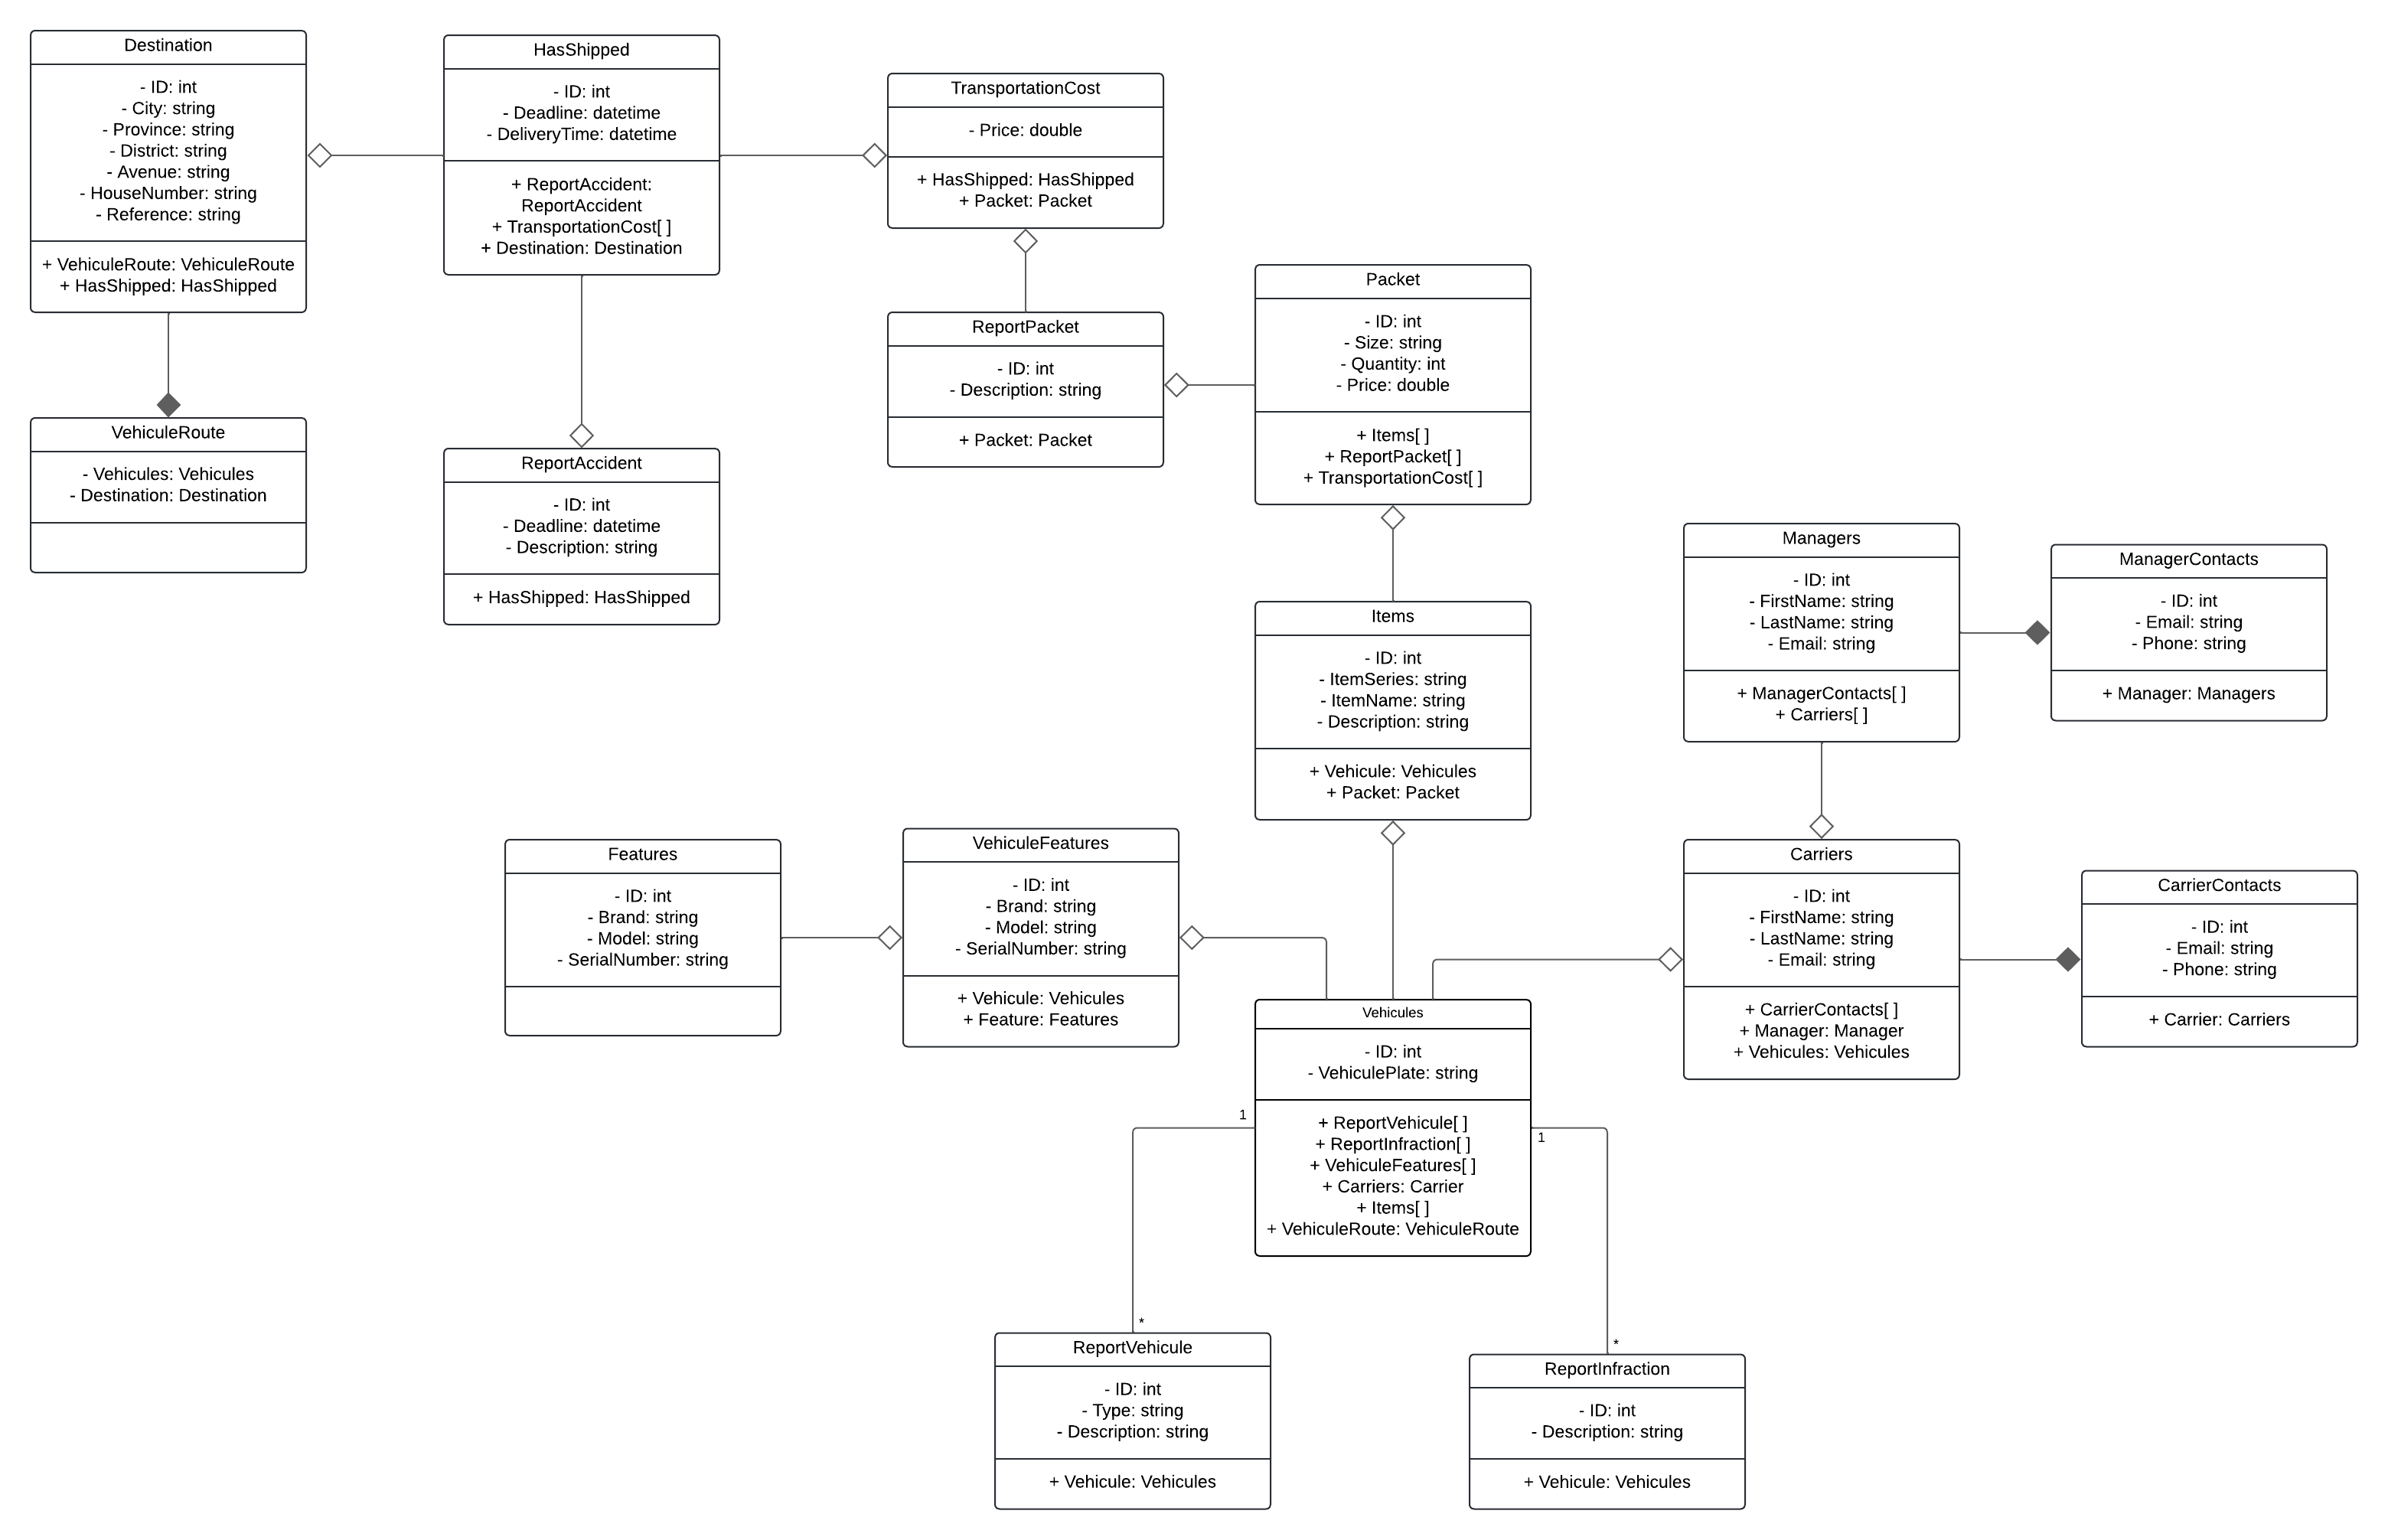 Destination
- ID: int
- City: string
- Province: string
- District: string
- Avenue: string
- HouseNumber: string
- Reference: string
+ VehiculeRoute: VehiculeRoute
+ HasShipped: HasShipped
HasShipped
- ID: int
- Deadline: datetime
- DeliveryTime: datetime
+ ReportAccident:
ReportAccident
+ TransportationCost[ ]
+ Destination: Destination
TransportationCost
- Price: double
+ HasShipped: HasShipped
+ Packet: Packet
VehiculeRoute
- Vehicules: Vehicules
- Destination: Destination
ReportAccident
- ID: int
- Deadline: datetime
- Description: string
+ HasShipped: HasShipped
ReportPacket
- ID: int
- Description: string
+ Packet: Packet
Packet
- ID: int
- Size: string
- Quantity: int
- Price: double
+ Items[ ]
+ ReportPacket[ ]
+ TransportationCost[ ]
Items
- ID: int
- ItemSeries: string
- ItemName: string
- Description: string
+ Vehicule: Vehicules
+ Packet: Packet
Managers
- ID: int
- FirstName: string
- LastName: string
- Email: string
+ ManagerContacts[ ]
+ Carriers[ ]
ManagerContacts
- ID: int
- Email: string
- Phone: string
+ Manager: Managers
Features
- ID: int
- Brand: string
- Model: string
- SerialNumber: string
VehiculeFeatures
- ID: int
- Brand: string
- Model: string
- SerialNumber: string
+ Vehicule: Vehicules
+ Feature: Features
Carriers
- ID: int
- FirstName: string
- LastName: string
- Email: string
+ CarrierContacts[ ]
+ Manager: Manager
+ Vehicules: Vehicules
CarrierContacts
- ID: int
- Email: string
- Phone: string
+ Carrier: Carriers
Vehicules
- ID: int
- VehiculePlate: string
+ ReportVehicule[ ]
+ ReportInfraction[ ]
+ VehiculeFeatures[ ]
+ Carriers: Carrier
+ Items[ ]
+ VehiculeRoute: VehiculeRoute
1
1
*
*
ReportVehicule
- ID: int
- Type: string
- Description: string
+ Vehicule: Vehicules
ReportInfraction
- ID: int
- Description: string
+ Vehicule: Vehicules